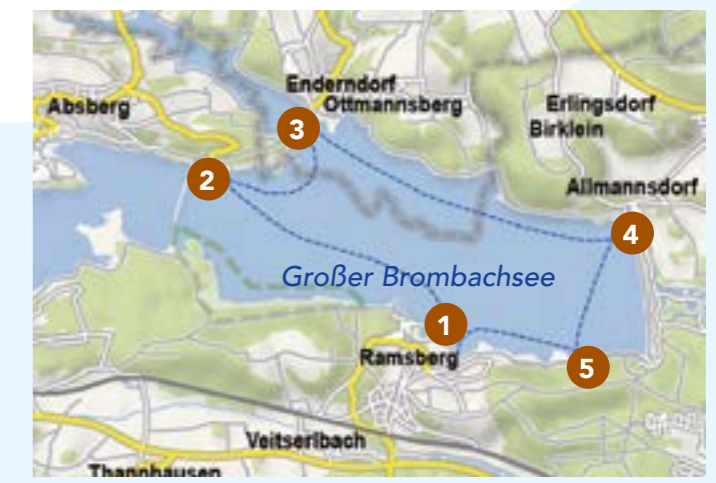 Enderndorf
Ottmannsberg
Absberg
Erlingsdorf
Birklein
3
2
Allmannsdorf
4
Großer Brombachsee
1
Ramsberg
5
Veitserlbach
Thannhausen